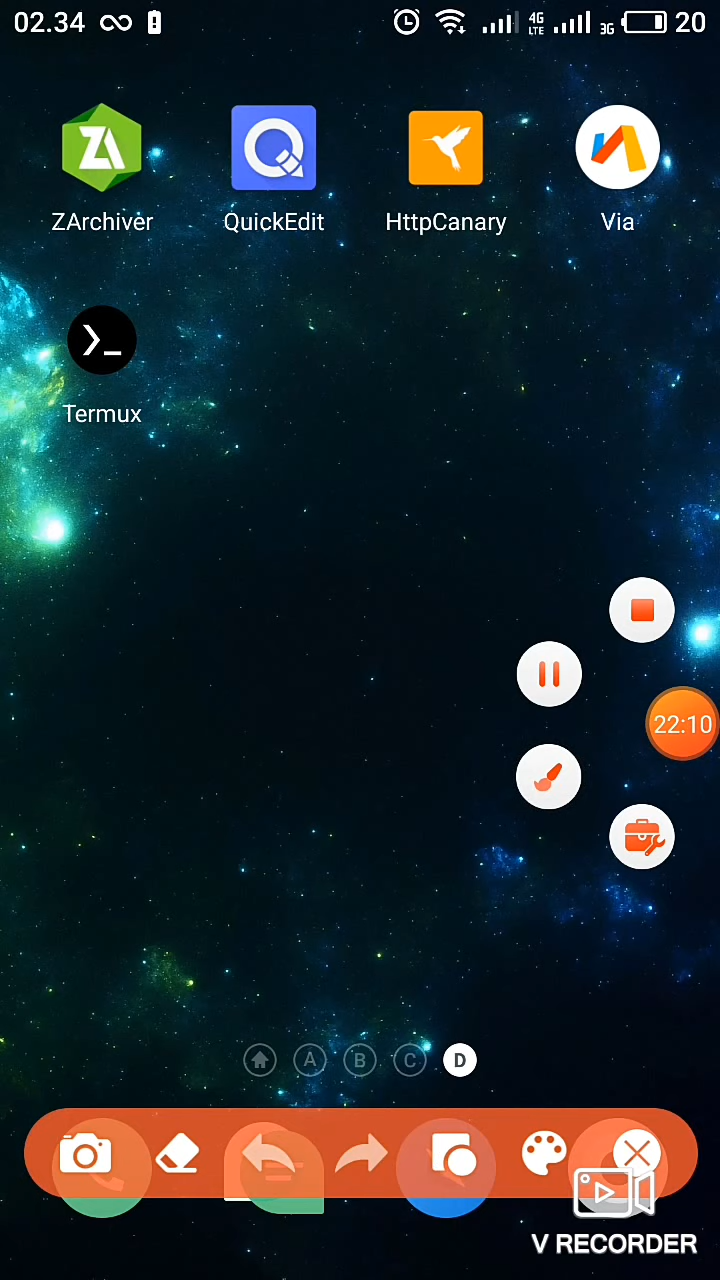 02.34 4G LTE 3G 20
ZArchiver QuickEdit HttpCanary Via
Termux
22:10
A B C D
V RECORDER